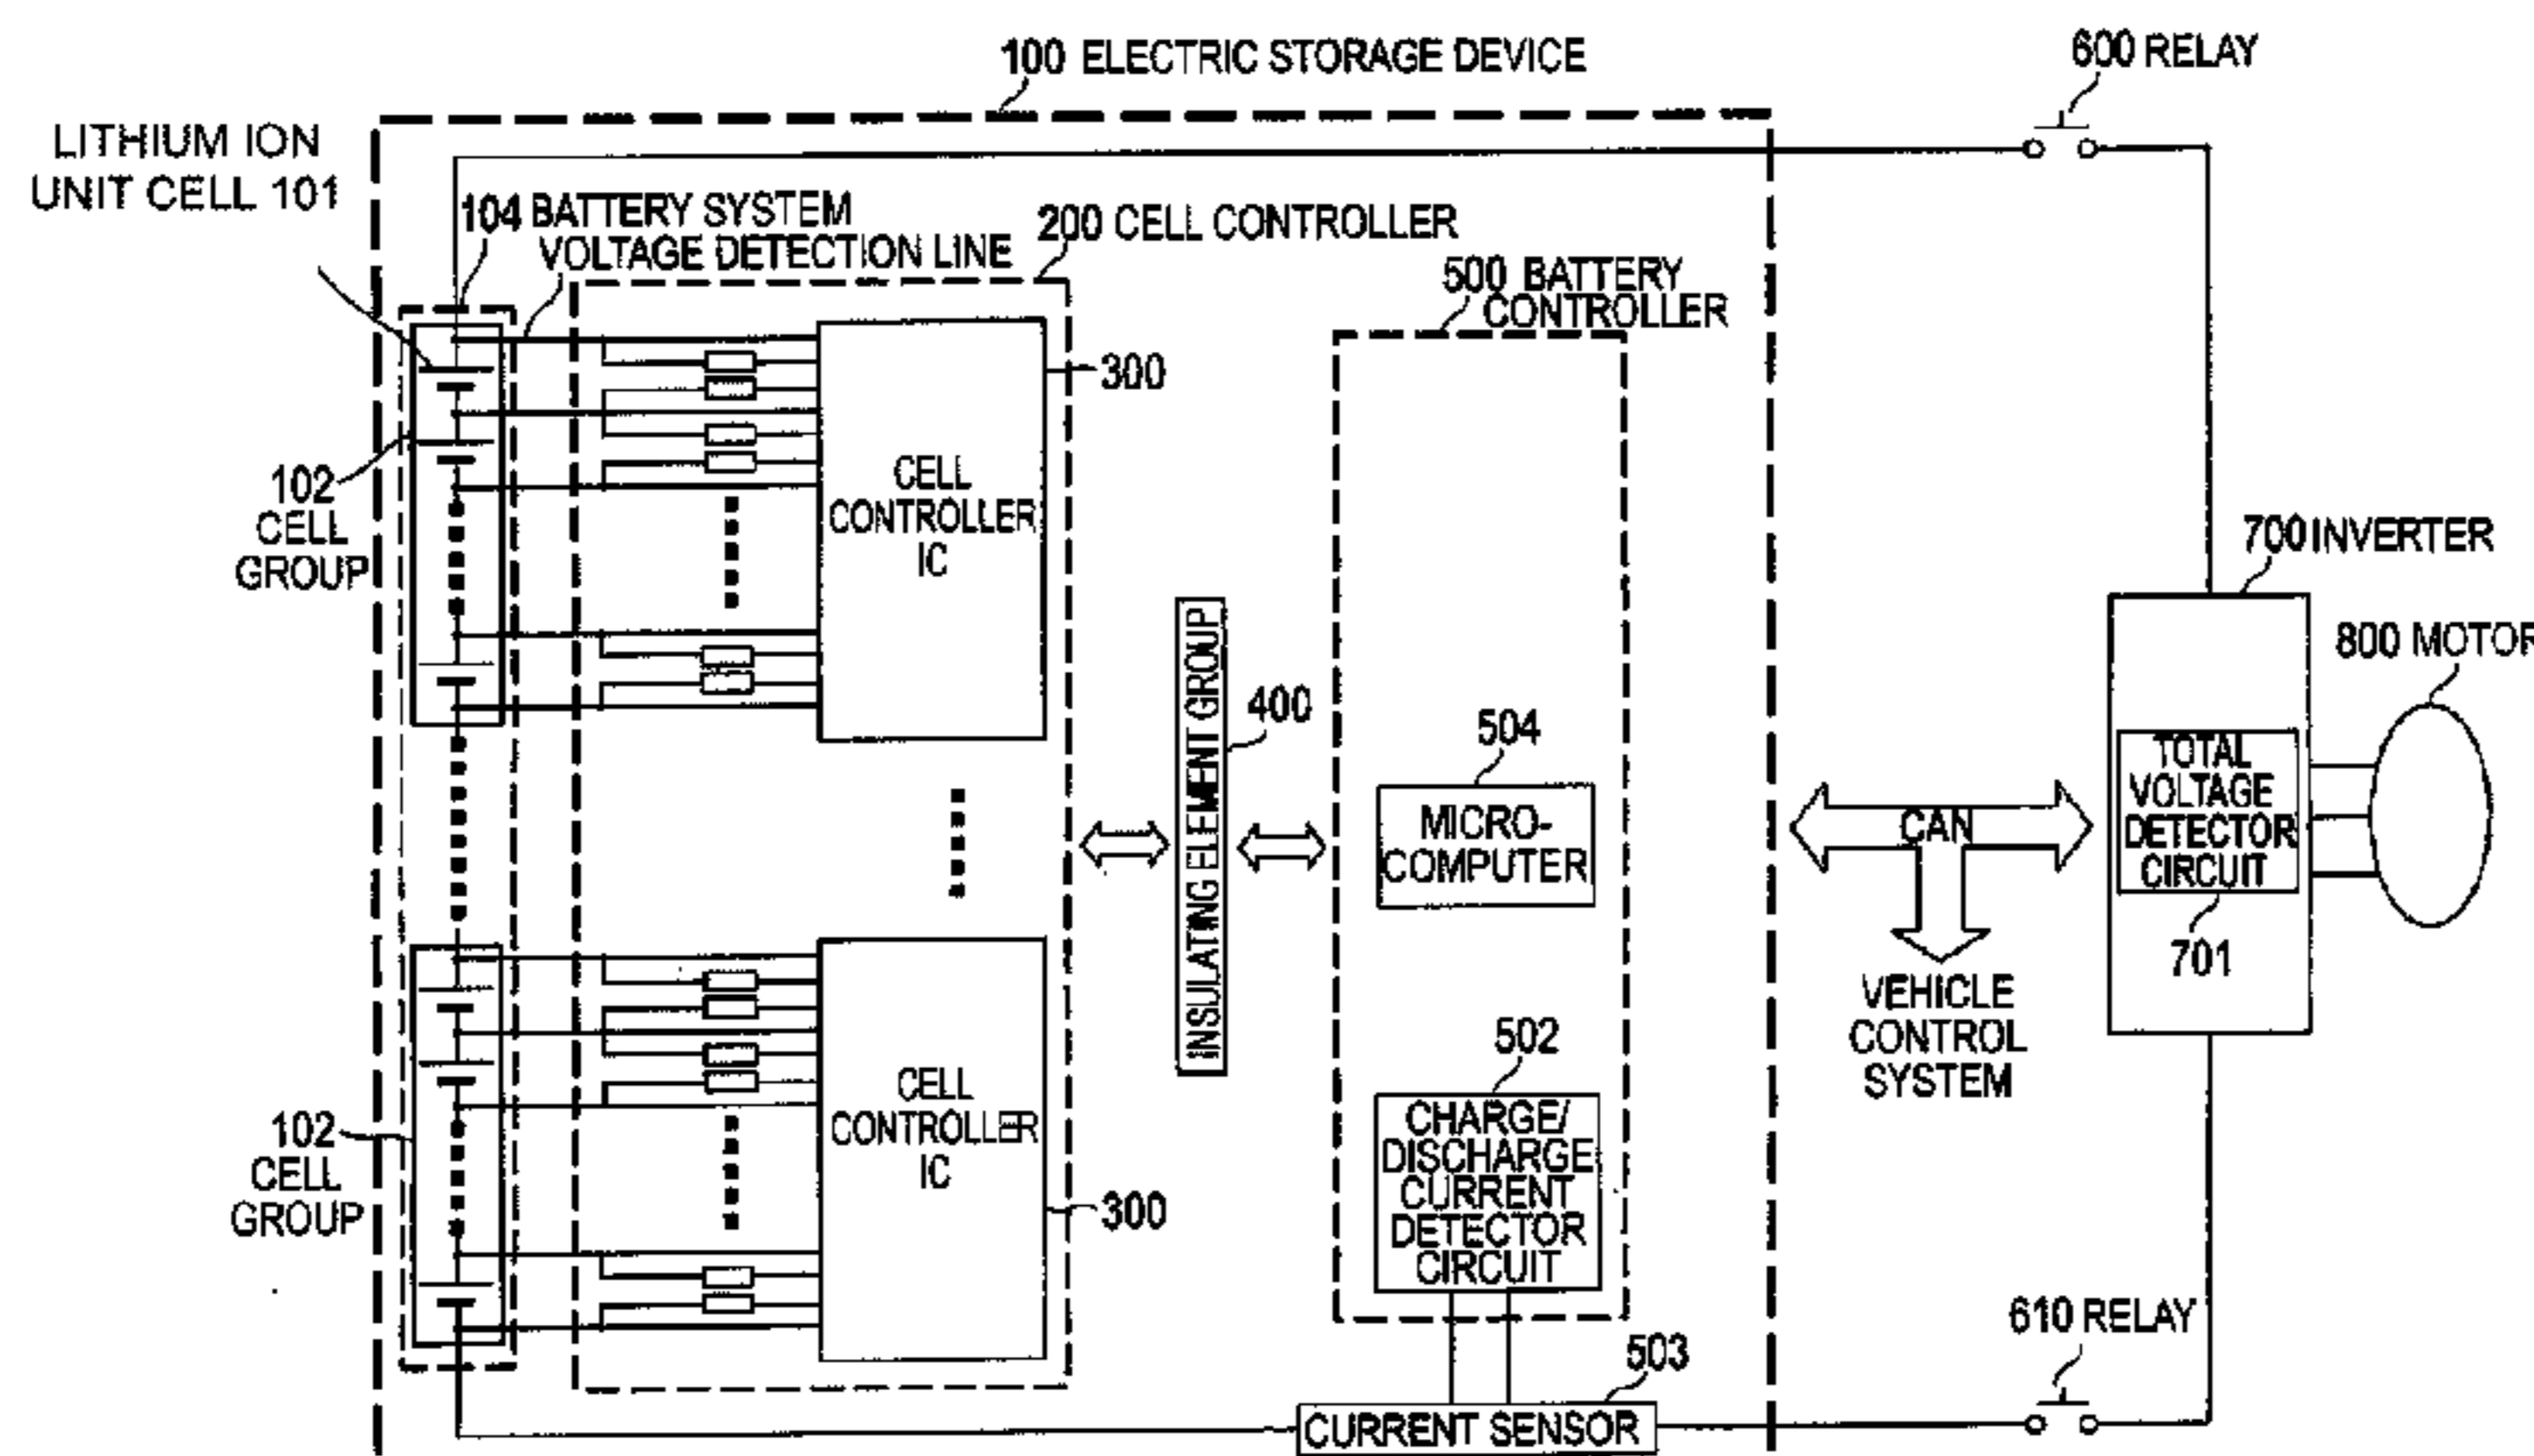 100 ELECTRIC STORAGE DEVICE
600 RELAY
LITHIUM ION
UNIT CELL 101
104 BATTERY SYSTEM
VOLTAGE DETECTION LINE
200 CELL CONTROLLER
500 BATTERY
CONTROLLER
300
102
CELL
GROUP
CELL
CONTROLLER
IC
700 INVERTER
800 MOTOR
INSULATING ELEMENT GROUP
400
504
MICRO-
COMPUTER
CAN
TOTAL
VOLTAGE
DETECTOR
CIRCUIT
701
VEHICLE
CONTROL
SYSTEM
502
CHARGE/
DISCHARGE
CURRENT
DETECTOR
CIRCUIT
102
CELL
GROUP
CELL
CONTROLLER
IC
300
610 RELAY
503
CURRENT SENSOR